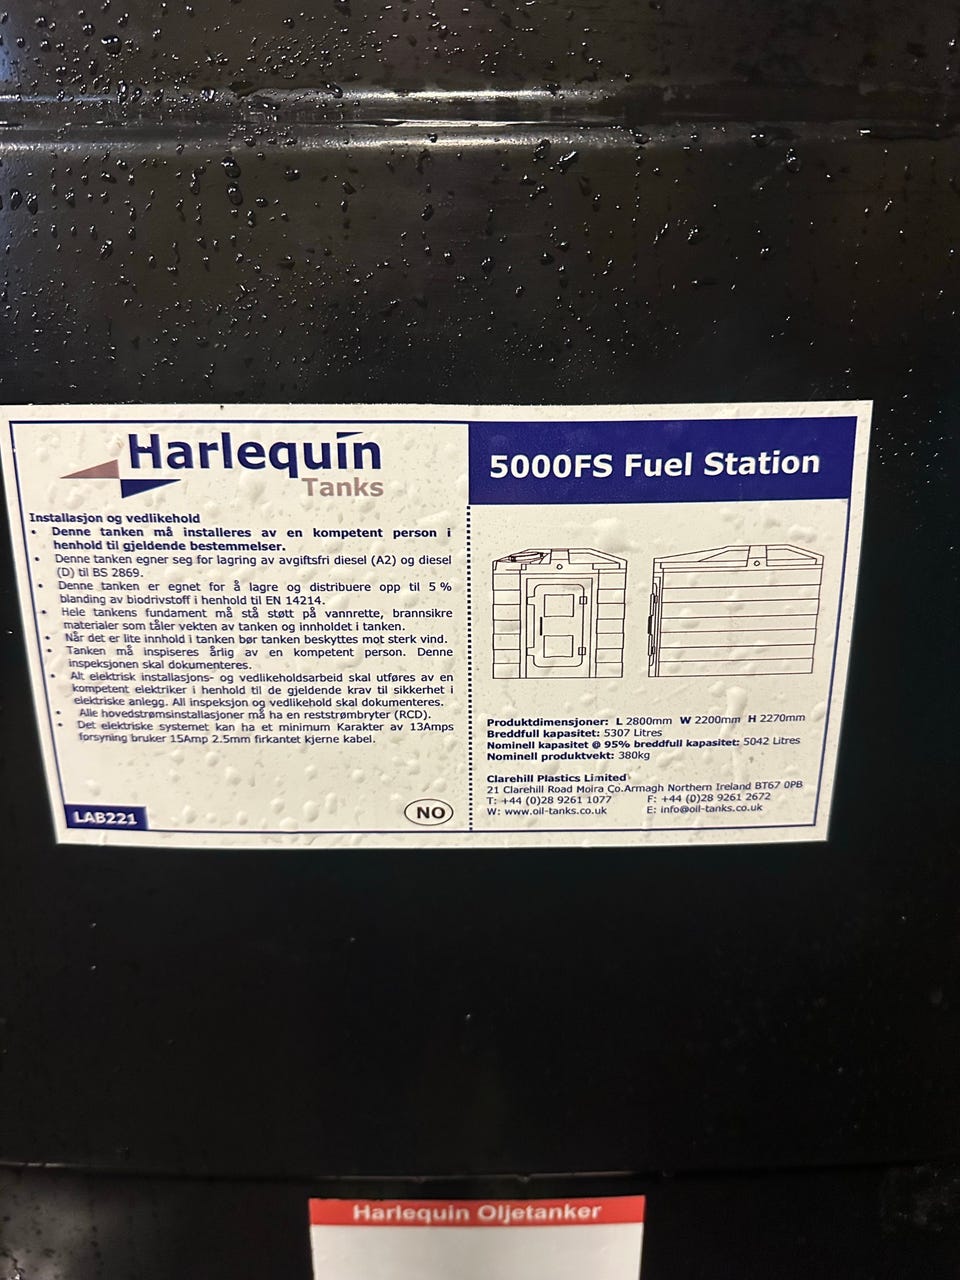 Harlequin
Tanks
Installasjon og vedlikehold
• Denne tanken må installeres av en kompetent person i
henhold til gjeldende bestemmelser.
• Denne tanken egner seg for lagring av avgiftsfri diesel (A2) og diesel
(D) til BS 2869.
• Denne tanken er egnet for å lagre og distribuere opp til 5 %
blanding av biodrivstoff i henhold til EN 14214.
• Hele tankens fundament må stå støtt på vannrette, brannsikre
materialer som tåler vekten av tanken og innholdet i tanken.
• Når det er lite innhold i tanken bør tanken beskyttes mot sterk vind.
• Tanken må inspiseres årlig av en kompetent person. Denne
inspeksjonen skal dokumenteres.
• Alt elektrisk installasjons- og vedlikeholdsarbeid skal utføres av en
kompetent elektriker i henhold til de gjeldende krav til sikkerhet i
elektriske anlegg. All inspeksjon og vedlikehold skal dokumenteres.
• Alle hovedstrømsinstallasjoner må ha en reststrømbryter (RCD).
• Det elektriske systemet kan ha et minimum Karakter av 13Amps
forsyning bruker 15Amp 2.5mm firkantet kjerne kabel.
LAB221
NO
5000FS Fuel Station
Produktdimensjoner: L 2800mm W 2200mm H 2270mm
Breddfull kapasitet: 5307 Litres
Nominell kapasitet @ 95% breddfull kapasitet: 5042 Litres
Nominell produktvekt: 380kg
Clarehill Plastics Limited
21 Clarehill Road Moira Co.Armagh Northern Ireland BT67 0PB
T: +44 (0)28 9261 1077 F: +44 (0)28 9261 2672
W: www.oil-tanks.co.uk E: info@oil-tanks.co.uk
Harlequin Oljetanker